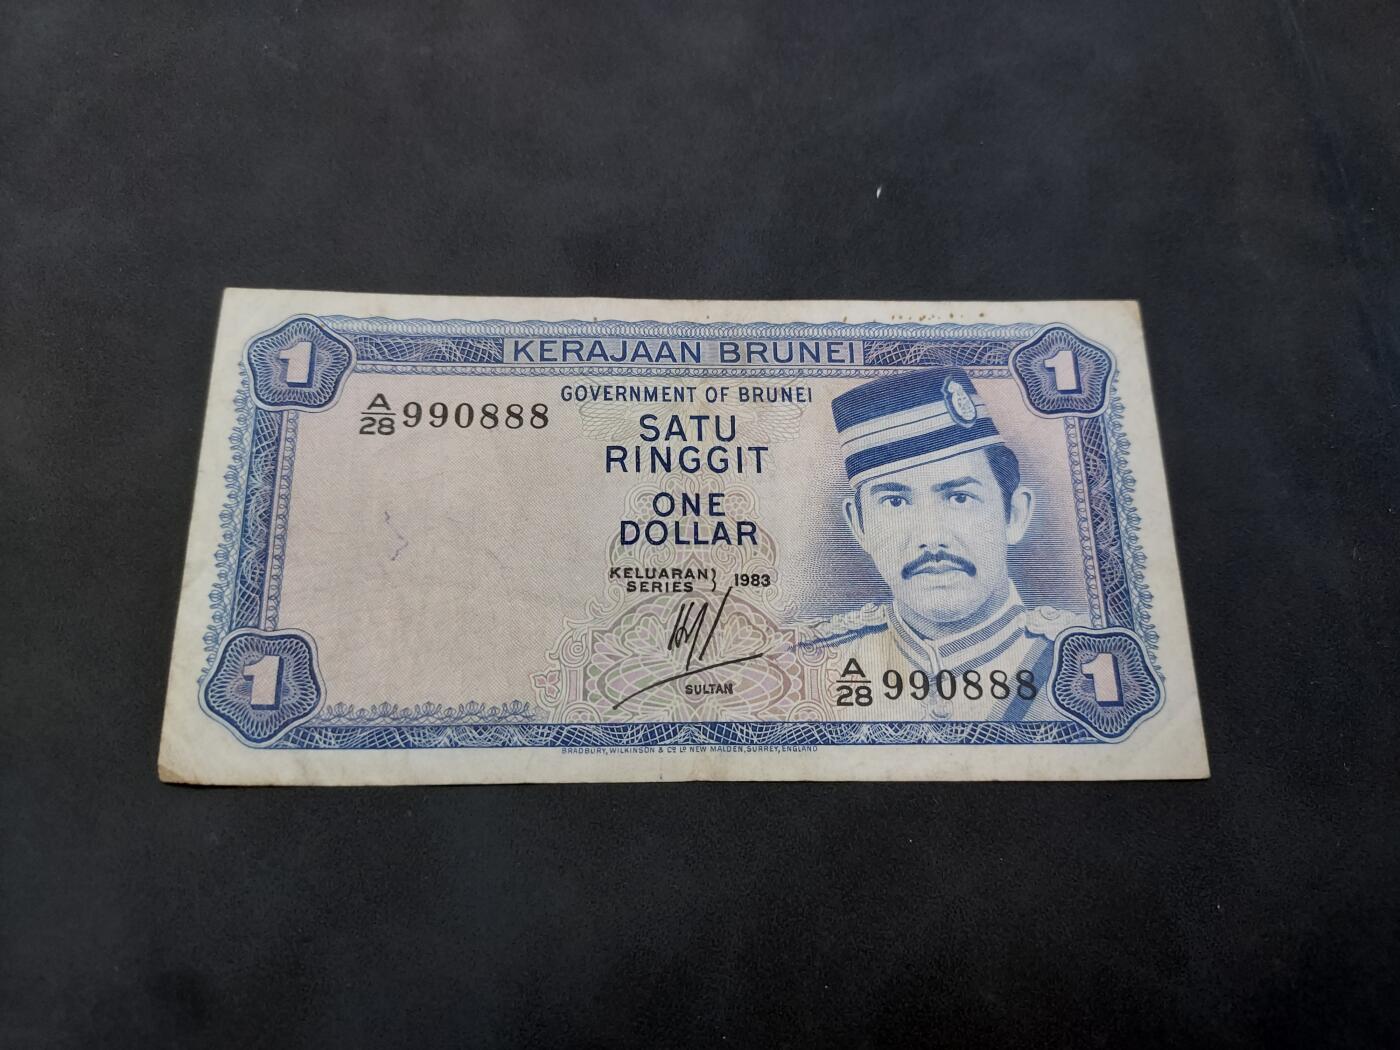 1 KERAJAAN BRUNEI 1
GOVERNMENT OF BRUNEI
A/28 990888
SATU
RINGGIT
ONE
DOLLAR
KELUARAN
SERIES } 1983
SULTAN
A/28 990888
1 1
BRADBURY, WILKINSON & Cº Lº NEW MALDEN, SURREY, ENGLAND